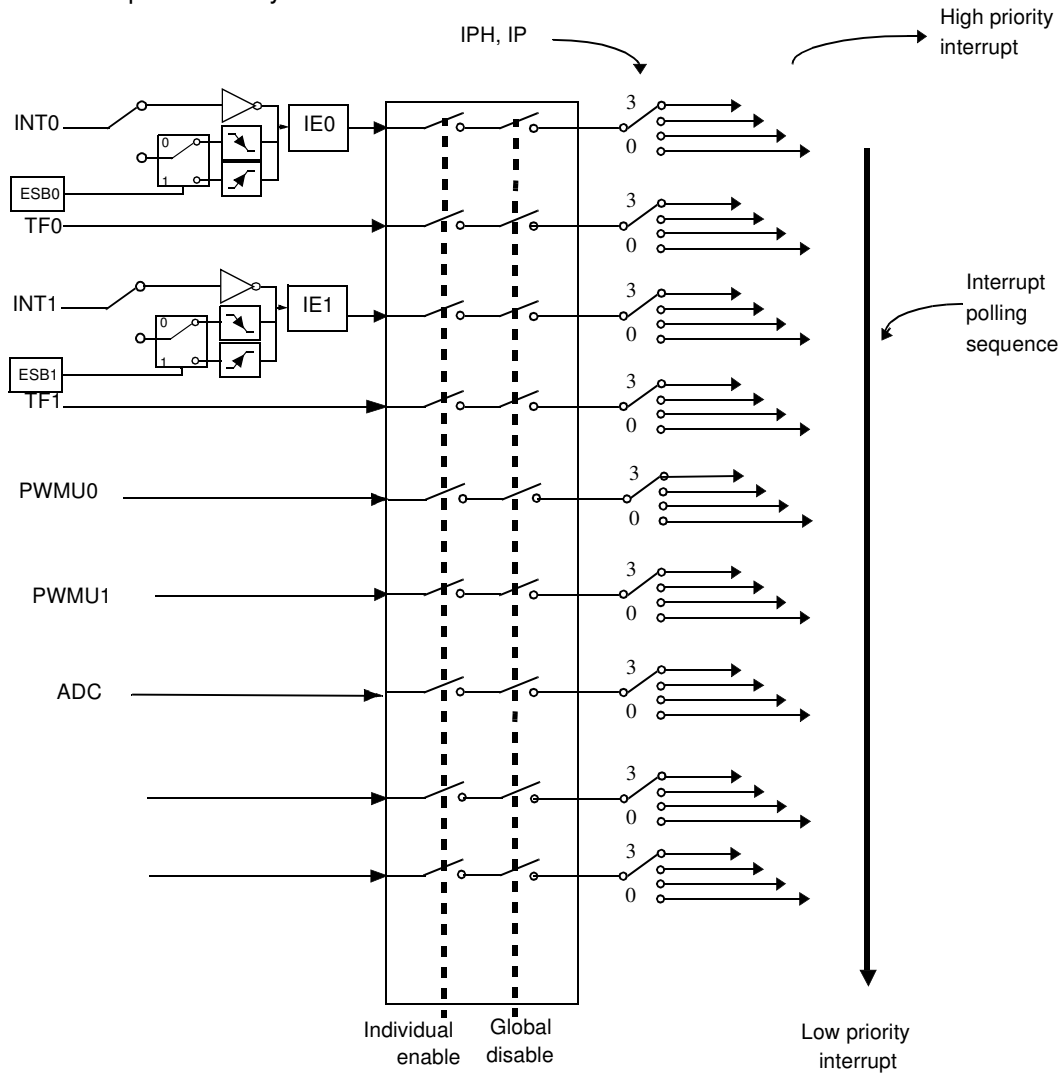 High priority
interrupt
IPH, IP
INT0
0
1
IE0
3
0
ESB0
TF0
3
0
INT1
0
1
IE1
3
0
Interrupt
polling
sequence
ESB1
TF1
3
0
PWMU0
3
0
PWMU1
3
0
ADC
3
0
3
0
3
0
Individual
enable
Global
disable
Low priority
interrupt